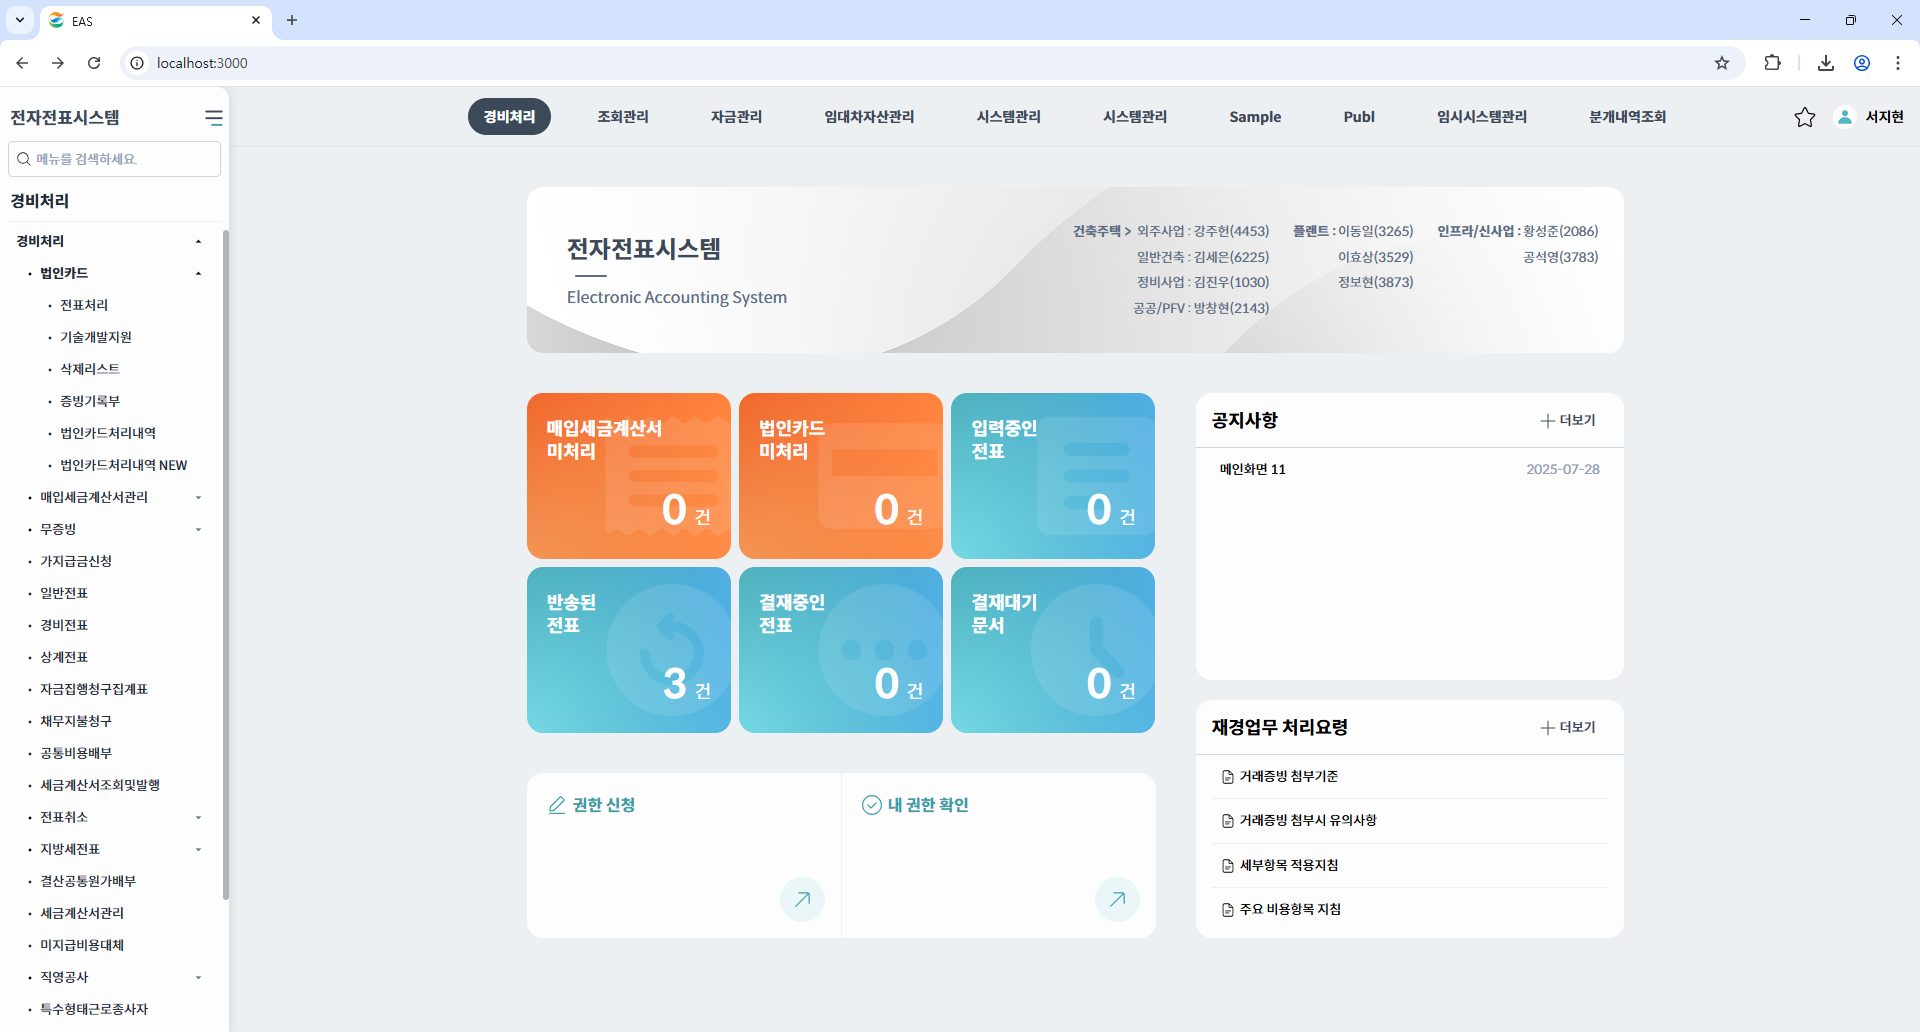 EAS
localhost:3000
전자전표시스템
메뉴를 검색하세요.
경비처리
경비처리
법인카드
전표처리
기술개발지원
삭제리스트
증빙기록부
법인카드처리내역
법인카드처리내역 NEW
매입세금계산서관리
무증빙
가지급금신청
일반전표
경비전표
상계전표
자금집행청구집계표
채무지불청구
공통비용배부
세금계산서조회및발행
전표취소
지방세전표
결산공통원가배부
세금계산서관리
미지급비용대체
직영공사
특수형태근로종사자
경비처리
조회관리
자금관리
임대차자산관리
시스템관리
시스템관리
Sample
Publ
임시시스템관리
분개내역조회
서지현
전자전표시스템
Electronic Accounting System
건축주택 > 외주사업 : 강주헌(4453)
일반건축 : 김세은(6225)
정비사업 : 김진우(1030)
공공/PFV : 방창현(2143)
플랜트 : 이동일(3265)
이효상(3529)
정보현(3873)
인프라/신사업 : 황성준(2086)
공석영(3783)
매입세금계산서
미처리
0 건
법인카드
미처리
0 건
입력중인
전표
0 건
반송된
전표
3 건
결재중인
전표
0 건
결재대기
문서
0 건
권한 신청
내 권한 확인
공지사항
더보기
메인화면 11
2025-07-28
재경업무 처리요령
더보기
거래증빙 첨부기준
거래증빙 첨부시 유의사항
세부항목 적용지침
주요 비용항목 지침